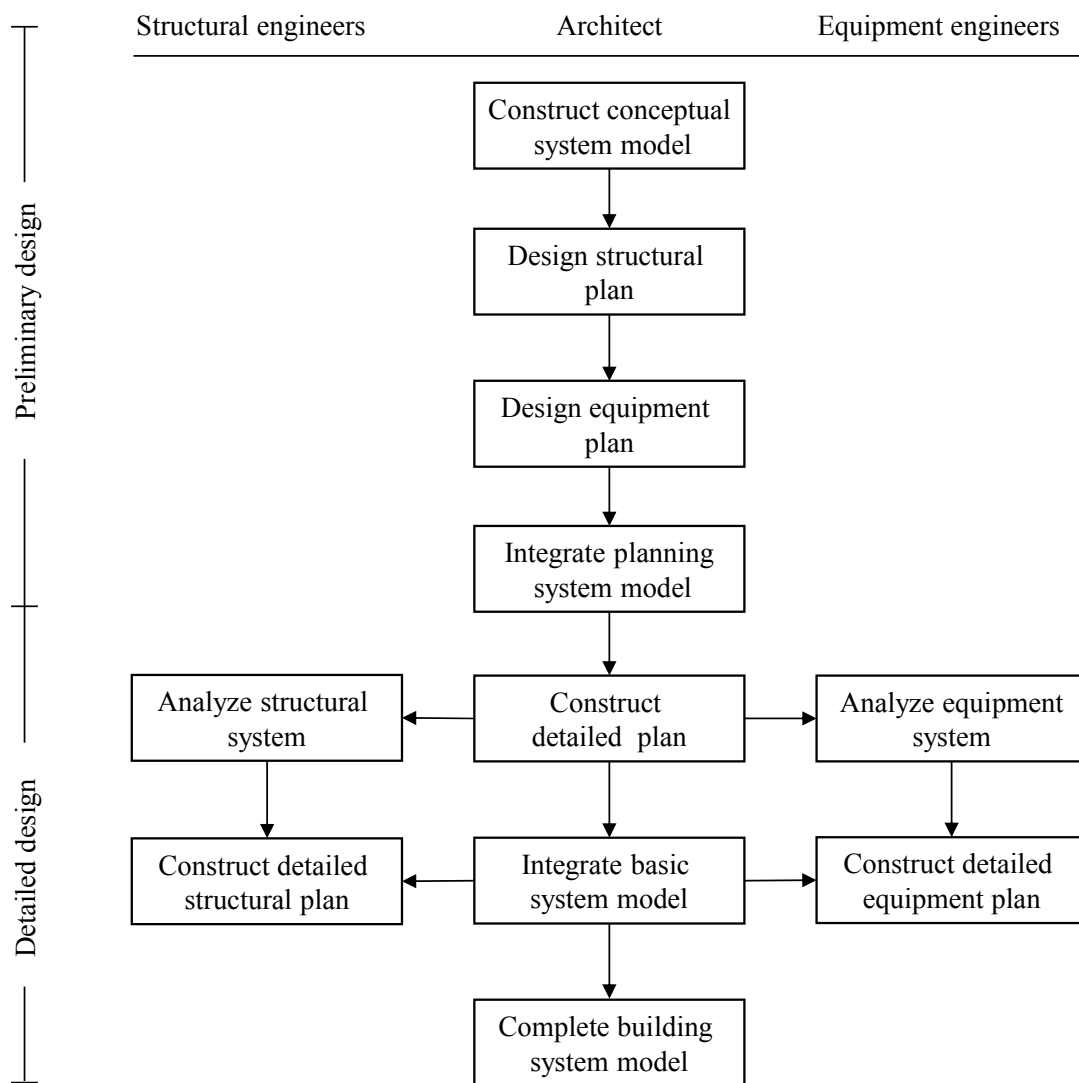 Structural engineers
Architect
Equipment engineers
Preliminary design
Construct conceptual
system model
Design structural
plan
Design equipment
plan
Integrate planning
system model
Detailed design
Analyze structural
system
Construct
detailed plan
Analyze equipment
system
Construct detailed
structural plan
Integrate basic
system model
Construct detailed
equipment plan
Complete building
system model